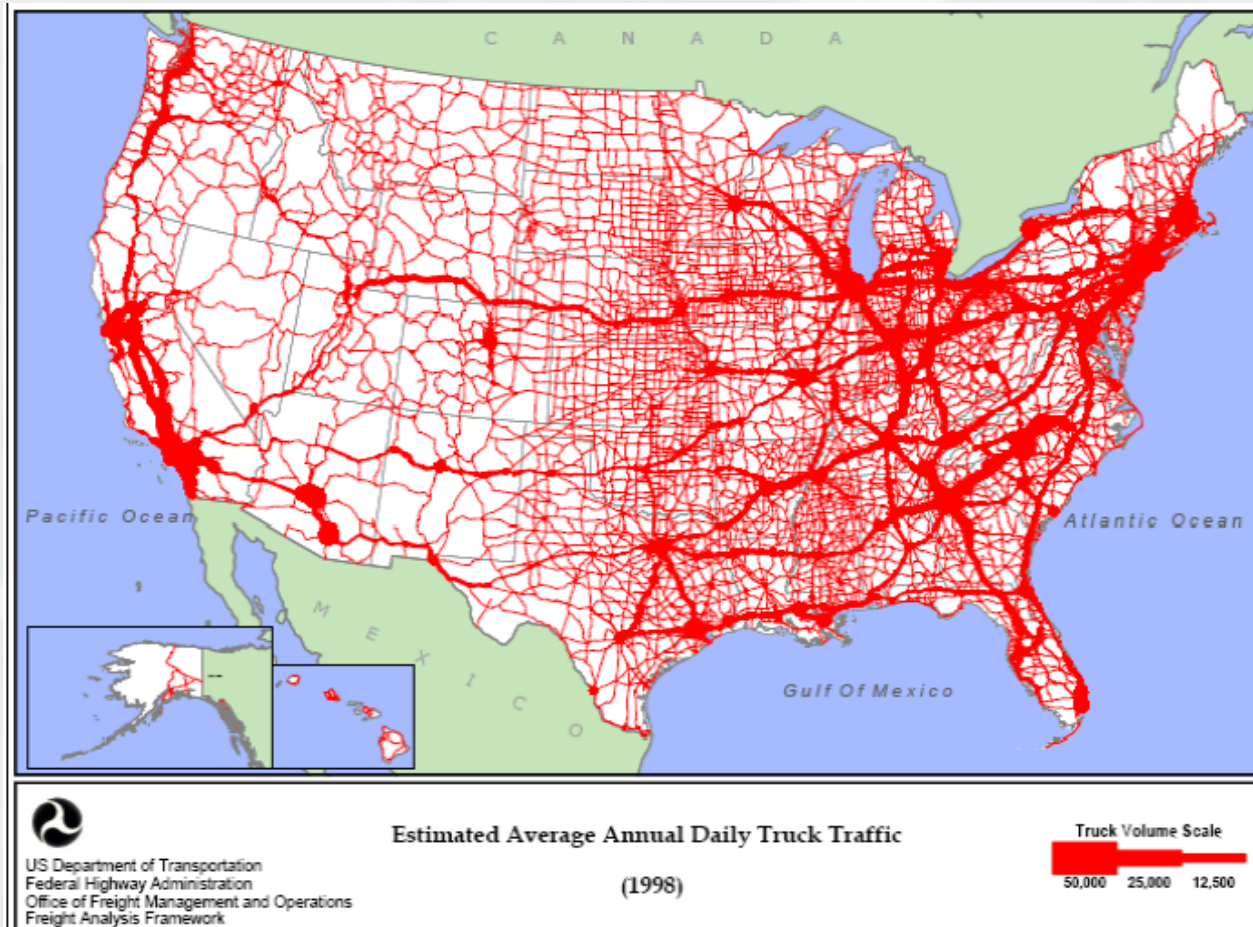 C A N A D A
Pacific Ocean
Atlantic Ocean
M E X I C O
Gulf Of Mexico
US Department of Transportation
Federal Highway Administration
Office of Freight Management and Operations
Freight Analysis Framework
Estimated Average Annual Daily Truck Traffic
(1998)
Truck Volume Scale
50,000 25,000 12,500